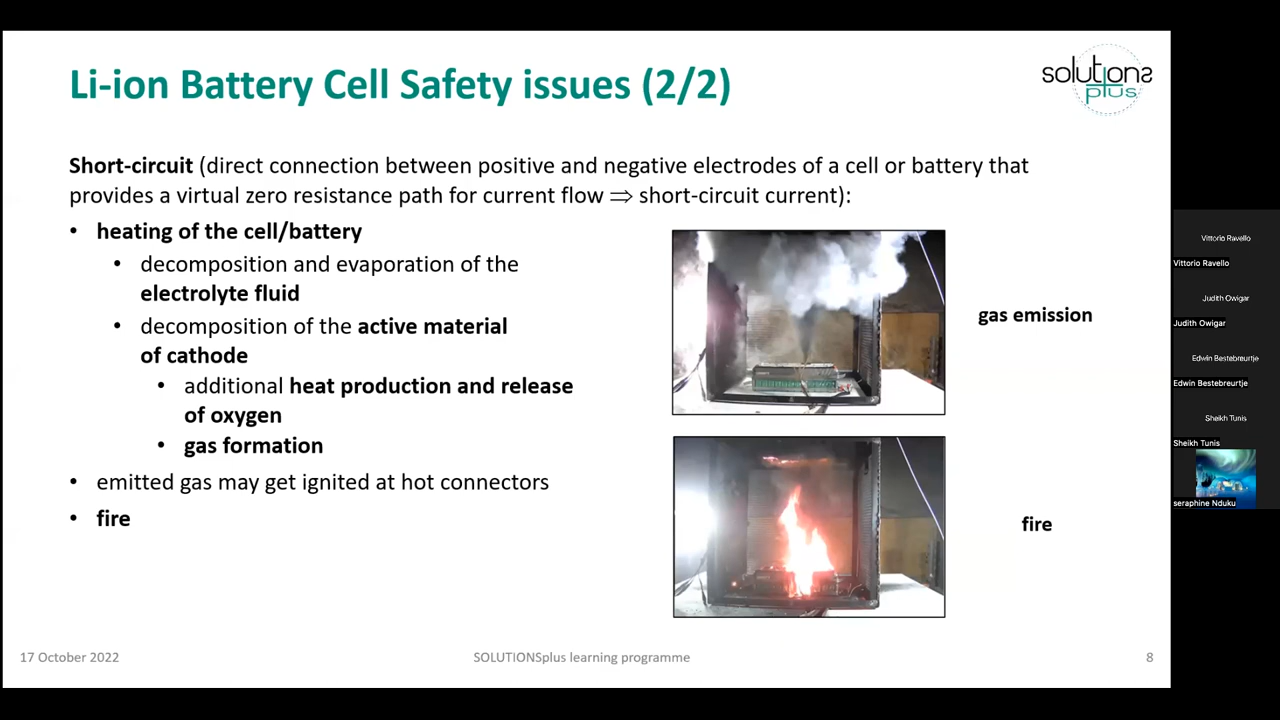 Li-ion Battery Cell Safety issues (2/2)
solutions
plus
Short-circuit (direct connection between positive and negative electrodes of a cell or battery that
provides a virtual zero resistance path for current flow ⇒ short-circuit current):
• heating of the cell/battery
• decomposition and evaporation of the
electrolyte fluid
• decomposition of the active material
of cathode
• additional heat production and release
of oxygen
• gas formation
• emitted gas may get ignited at hot connectors
• fire
gas emission
fire
17 October 2022
SOLUTIONSplus learning programme
8
Vittorio Ravello
Vittorio Ravello
Judith Owigar
Judith Owigar
Edwin Bestebreurtje
Edwin Bestebreurtje
Sheikh Tunis
Sheikh Tunis
seraphine Nduku